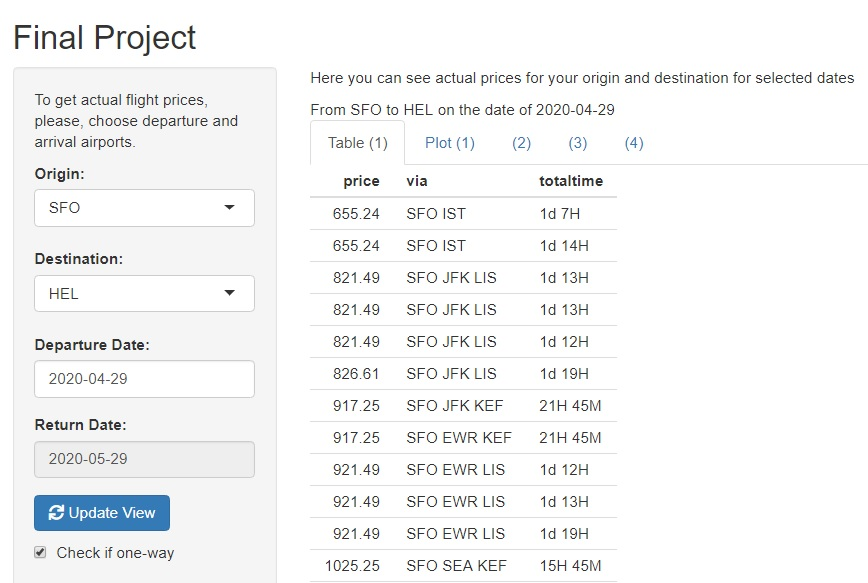 Final Project
To get actual flight prices,
please, choose departure and
arrival airports.
Origin:
SFO
Destination:
HEL
Departure Date:
2020-04-29
Return Date:
2020-05-29
Update View
Check if one-way
Here you can see actual prices for your origin and destination for selected dates
From SFO to HEL on the date of 2020-04-29
Table (1) Plot (1) (2) (3) (4)
price via totaltime
655.24 SFO IST 1d 7H
655.24 SFO IST 1d 14H
821.49 SFO JFK LIS 1d 13H
821.49 SFO JFK LIS 1d 13H
821.49 SFO JFK LIS 1d 12H
826.61 SFO JFK LIS 1d 19H
917.25 SFO JFK KEF 21H 45M
917.25 SFO EWR KEF 21H 45M
921.49 SFO EWR LIS 1d 12H
921.49 SFO EWR LIS 1d 13H
921.49 SFO EWR LIS 1d 19H
1025.25 SFO SEA KEF 15H 45M